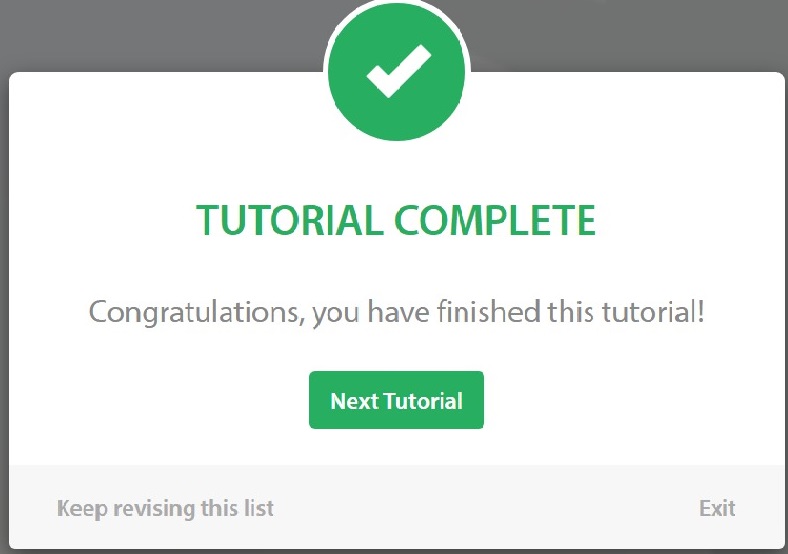 TUTORIAL COMPLETE
Congratulations, you have finished this tutorial!
Next Tutorial
Keep revising this list
Exit